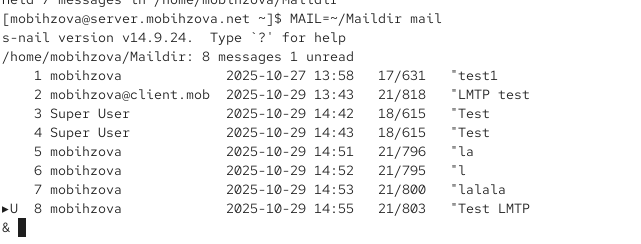 held 7 messages in /home/mobihzova/Maildir
[mobihzova@server.mobihzova.net ~]$ MAIL=~/Maildir mail
s-nail version v14.9.24.  Type `?' for help
/home/mobihzova/Maildir: 8 messages 1 unread
    1 mobihzova             2025-10-27 13:58   17/631   "test1
    2 mobihzova@client.mob  2025-10-29 13:43   21/818   "LMTP test
    3 Super User            2025-10-29 14:42   18/615   "Test
    4 Super User            2025-10-29 14:43   18/615   "Test
    5 mobihzova             2025-10-29 14:51   21/796   "la
    6 mobihzova             2025-10-29 14:52   21/795   "l
    7 mobihzova             2025-10-29 14:53   21/800   "lalala
▸U  8 mobihzova             2025-10-29 14:55   21/803   "Test LMTP
&